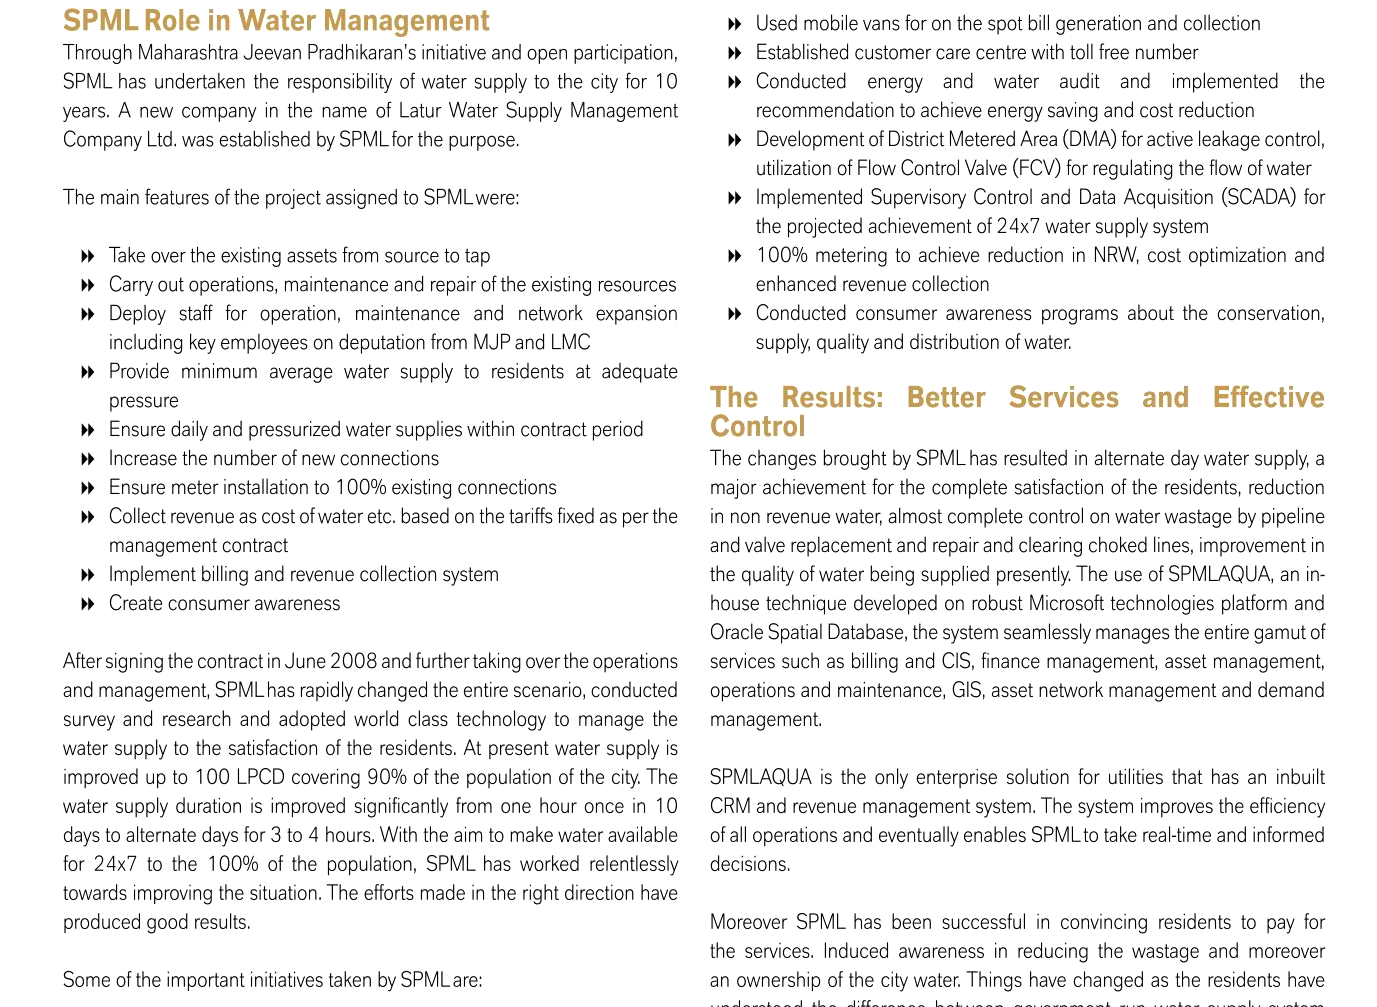 SPML Role in Water Management
Through Maharashtra Jeevan Pradhikaran's initiative and open participation,
SPML has undertaken the responsibility of water supply to the city for 10
years. A new company in the name of Latur Water Supply Management
Company Ltd. was established by SPML for the purpose.
The main features of the project assigned to SPML were:
Take over the existing assets from source to tap
Carry out operations, maintenance and repair of the existing resources
Deploy staff for operation, maintenance and network expansion
including key employees on deputation from MJP and LMC
Provide minimum average water supply to residents at adequate
pressure
Ensure daily and pressurized water supplies within contract period
Increase the number of new connections
Ensure meter installation to 100% existing connections
Collect revenue as cost of water etc. based on the tariffs fixed as per the
management contract
Implement billing and revenue collection system
Create consumer awareness
After signing the contract in June 2008 and further taking over the operations
and management, SPML has rapidly changed the entire scenario, conducted
survey and research and adopted world class technology to manage the
water supply to the satisfaction of the residents. At present water supply is
improved up to 100 LPCD covering 90% of the population of the city. The
water supply duration is improved significantly from one hour once in 10
days to alternate days for 3 to 4 hours. With the aim to make water available
for 24x7 to the 100% of the population, SPML has worked relentlessly
towards improving the situation. The efforts made in the right direction have
produced good results.
Some of the important initiatives taken by SPML are:
Used mobile vans for on the spot bill generation and collection
Established customer care centre with toll free number
Conducted energy and water audit and implemented the
recommendation to achieve energy saving and cost reduction
Development of District Metered Area (DMA) for active leakage control,
utilization of Flow Control Valve (FCV) for regulating the flow of water
Implemented Supervisory Control and Data Acquisition (SCADA) for
the projected achievement of 24x7 water supply system
100% metering to achieve reduction in NRW, cost optimization and
enhanced revenue collection
Conducted consumer awareness programs about the conservation,
supply, quality and distribution of water.
The Results: Better Services and Effective
Control
The changes brought by SPML has resulted in alternate day water supply, a
major achievement for the complete satisfaction of the residents, reduction
in non revenue water, almost complete control on water wastage by pipeline
and valve replacement and repair and clearing choked lines, improvement in
the quality of water being supplied presently. The use of SPMLAQUA, an in-
house technique developed on robust Microsoft technologies platform and
Oracle Spatial Database, the system seamlessly manages the entire gamut of
services such as billing and CIS, finance management, asset management,
operations and maintenance, GIS, asset network management and demand
management.
SPMLAQUA is the only enterprise solution for utilities that has an inbuilt
CRM and revenue management system. The system improves the efficiency
of all operations and eventually enables SPML to take real-time and informed
decisions.
Moreover SPML has been successful in convincing residents to pay for
the services. Induced awareness in reducing the wastage and moreover
an ownership of the city water. Things have changed as the residents have
understood the difference between government run water supply system